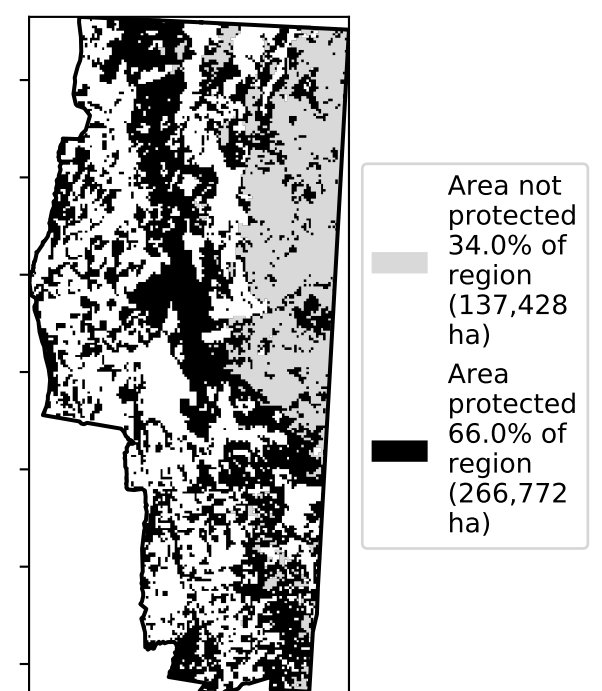 Area not
protected
34.0% of
region
(137,428
ha)
Area
protected
66.0% of
region
(266,772
ha)